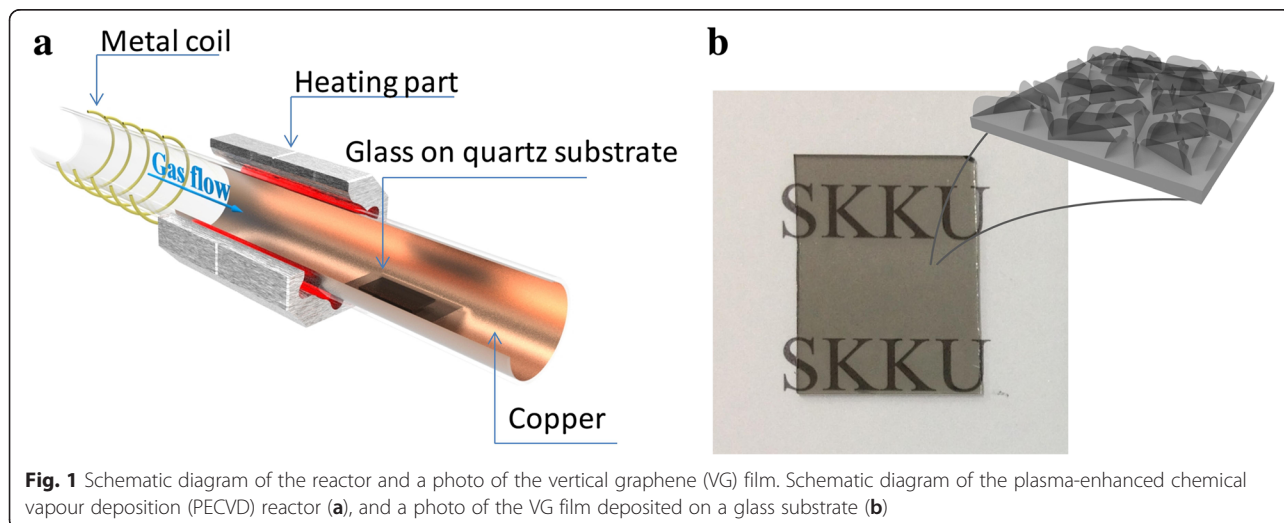 a
Metal coil
Heating part
Glass on quartz substrate
Gas flow
Copper
b
SKKU
SKKU
Fig. 1 Schematic diagram of the reactor and a photo of the vertical graphene (VG) film. Schematic diagram of the plasma-enhanced chemical
vapour deposition (PECVD) reactor (a), and a photo of the VG film deposited on a glass substrate (b)